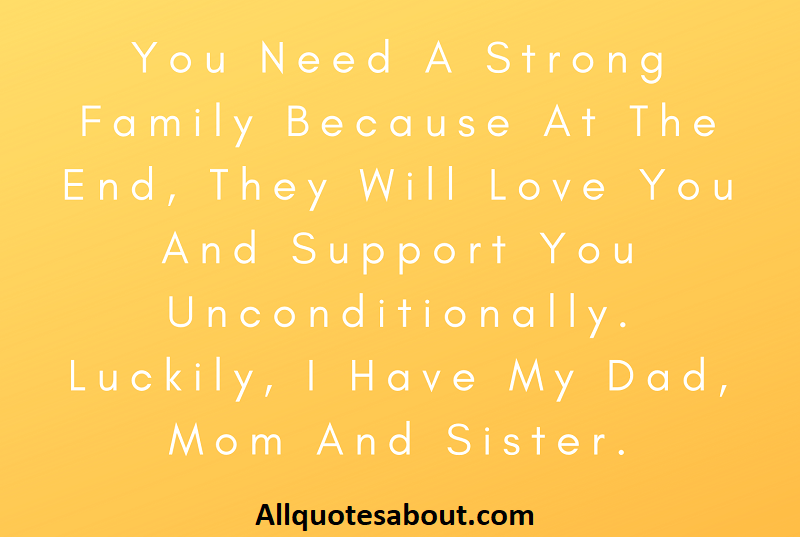 You Need A Strong
Family Because At The
End, They Will Love You
And Support You
Unconditionally.
Luckily, I Have My Dad,
Mom And Sister.
Allquotesabout.com